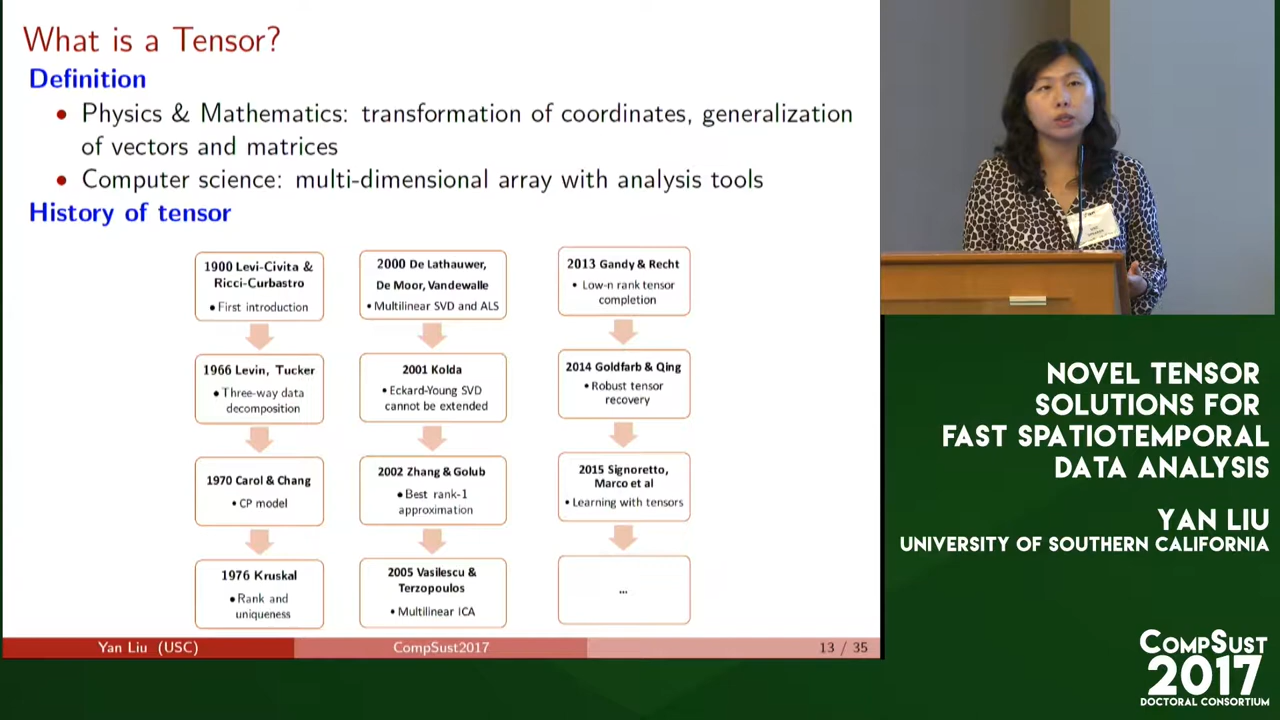 What is a Tensor?
Definition
• Physics & Mathematics: transformation of coordinates, generalization
of vectors and matrices
• Computer science: multi-dimensional array with analysis tools
History of tensor
1900 Levi-Civita &
Ricci-Curbastro
• First introduction
1966 Levin, Tucker
• Three-way data
decomposition
1970 Carol & Chang
• CP model
1976 Kruskal
• Rank and
uniqueness
2000 De Lathauwer,
De Moor, Vandewalle
• Multilinear SVD and ALS
2001 Kolda
• Eckard-Young SVD
cannot be extended
2002 Zhang & Golub
• Best rank-1
approximation
2005 Vasilescu &
Terzopoulos
• Multilinear ICA
2013 Gandy & Recht
• Low-n rank tensor
completion
2014 Goldfarb & Qing
• Robust tensor
recovery
2015 Signoretto,
Marco et al
• Learning with tensors
...
Yan Liu (USC)
CompSust2017
13 / 35
NOVEL TENSOR
SOLUTIONS FOR
FAST SPATIOTEMPORAL
DATA ANALYSIS
YAN LIU
UNIVERSITY OF SOUTHERN CALIFORNIA
COMPSUST
2017
DOCTORAL CONSORTIUM